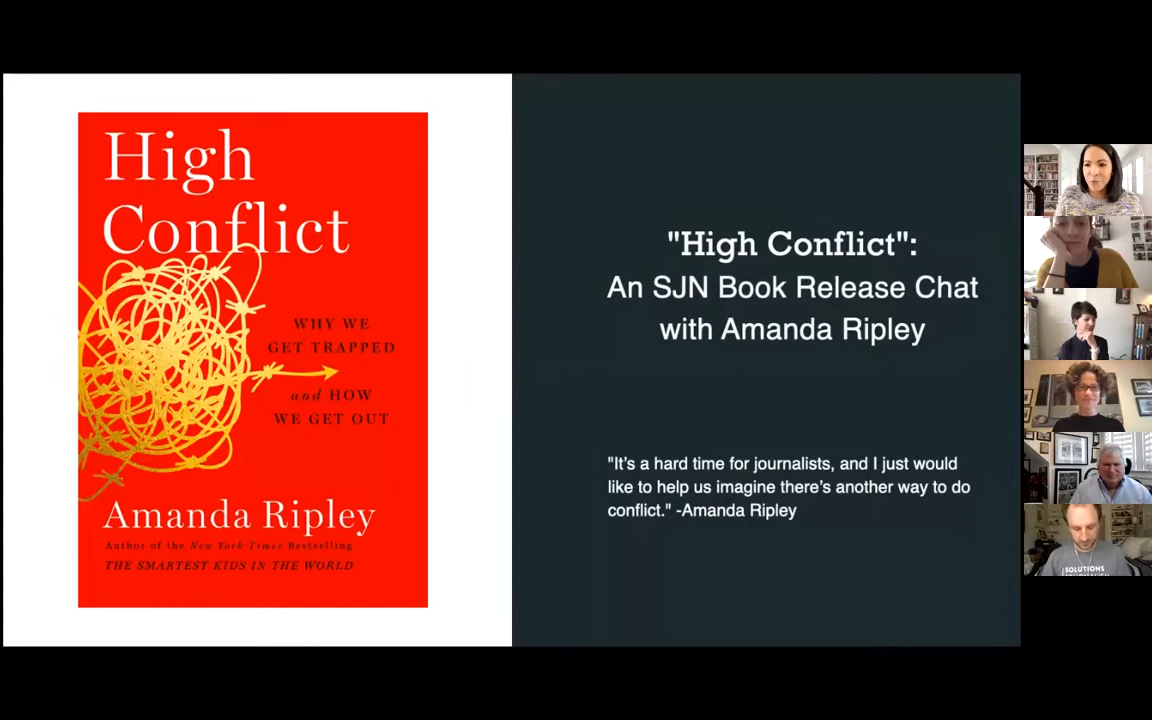 High
Conflict
WHY WE
GET TRAPPED
and HOW
WE GET OUT
Amanda Ripley
Author of the New York Times Bestselling
THE SMARTEST KIDS IN THE WORLD
"High Conflict":
An SJN Book Release Chat
with Amanda Ripley
"It's a hard time for journalists, and I just would
like to help us imagine there's another way to do
conflict." -Amanda Ripley
SOLUTIONS